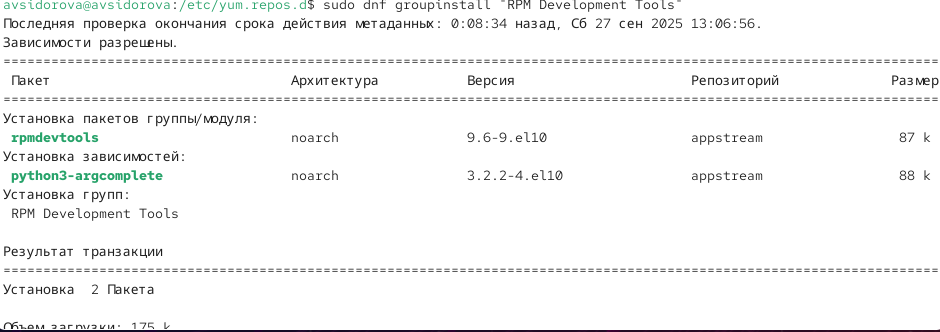 avsidorova@avsidorova:/etc/yum.repos.d$ sudo dnf groupinstall "RPM Development Tools"
Последняя проверка окончания срока действия метаданных: 0:08:34 назад, Сб 27 сен 2025 13:06:56.
Зависимости разрешены.
================================================================================
Пакет Архитектура Версия Репозиторий Размер
================================================================================
Установка пакетов группы/модуля:
rpmdevtools noarch 9.6-9.el10 appstream 87 k
Установка зависимостей:
python3-argcomplete noarch 3.2.2-4.el10 appstream 88 k
Установка групп:
RPM Development Tools
Результат транзакции
================================================================================
Установка 2 Пакета
Объем загрузки: 175 k